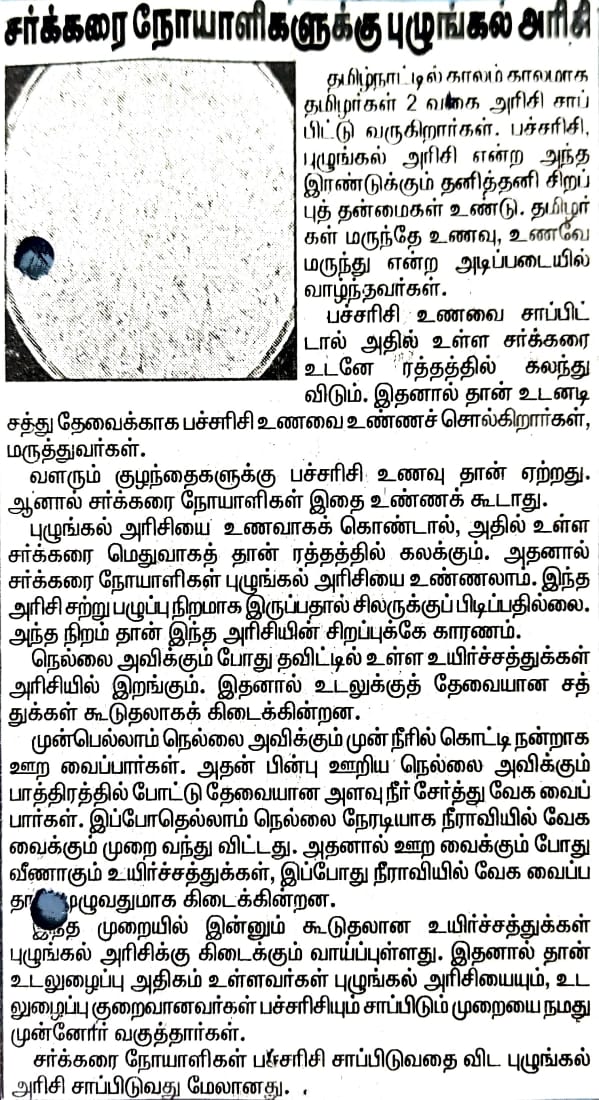 சர்க்கரை நோயாளிகளுக்கு புழுங்கல் அரிசி
தமிழ்நாட்டில் காலம் காலமாக
தமிழர்கள் 2 வகை அரிசி சாப்
பிட்டு வருகிறார்கள். பச்சரிசி,
புழுங்கல் அரிசி என்ற அந்த
இரண்டுக்கும் தனித்தனி சிறப்
புத் தன்மைகள் உண்டு. தமிழர்
கள் மருந்தே உணவு, உணவே
மருந்து என்ற அடிப்படையில்
வாழ்ந்தவர்கள்.
பச்சரிசி உணவை சாப்பிட்
டால் அதில் உள்ள சர்க்கரை
உடனே ரத்தத்தில் கலந்து
விடும். இதனால் தான் உடனடி
சத்து தேவைக்காக பச்சரிசி உணவை உண்ணச் சொல்கிறார்கள்,
மருத்துவர்கள்.
வளரும் குழந்தைகளுக்கு பச்சரிசி உணவு தான் ஏற்றது.
ஆனால் சர்க்கரை நோயாளிகள் இதை உண்ணக் கூடாது.
புழுங்கல் அரிசியை உணவாகக் கொண்டால், அதில் உள்ள
சர்க்கரை மெதுவாகத் தான் ரத்தத்தில் கலக்கும். அதனால்
சர்க்கரை நோயாளிகள் புழுங்கல் அரிசியை உண்ணலாம். இந்த
அரிசி சற்று பழுப்பு நிறமாக இருப்பதால் சிலருக்குப் பிடிப்பதில்லை.
அந்த நிறம் தான் இந்த அரிசியின் சிறப்புக்கே காரணம்.
நெல்லை அவிக்கும் போது தவிட்டில் உள்ள உயிர்ச்சத்துக்கள்
அரிசியில் இறங்கும். இதனால் உடலுக்குத் தேவையான சத்
துக்கள் கூடுதலாகக் கிடைக்கின்றன.
முன்பெல்லாம் நெல்லை அவிக்கும் முன் நீரில் கொட்டி நன்றாக
ஊற வைப்பார்கள். அதன் பின்பு ஊறிய நெல்லை அவிக்கும்
பாத்திரத்தில் போட்டு தேவையான அளவு நீர் சேர்த்து வேக வைப்
பார்கள். இப்போதெல்லாம் நெல்லை நேரடியாக நீராவியில் வேக
வைக்கும் முறை வந்து விட்டது. அதனால் ஊற வைக்கும் போது
வீணாகும் உயிர்ச்சத்துக்கள், இப்போது நீராவியில் வேக வைப்ப
கிடைக்கின்றன.
முறையில் இன்னும் கூடுதலான உயிர்ச்சத்துக்கள்
புழுங்கல் அரிசிக்கு கிடைக்கும் வாய்ப்புள்ளது. இதனால் தான்
உடலுழைப்பு அதிகம் உள்ளவர்கள் புழுங்கல் அரிசியையும், உட
லுழைப்பு குறைவானவர்கள் பச்சரிசியும் சாப்பிடும் முறையை நமது
முன்னோர் வகுத்தார்கள்.
சர்க்கரை நோயாளிகள் பச்சரிசி சாப்பிடுவதை விட புழுங்கல்
அரிசி சாப்பிடுவது மேலானது.